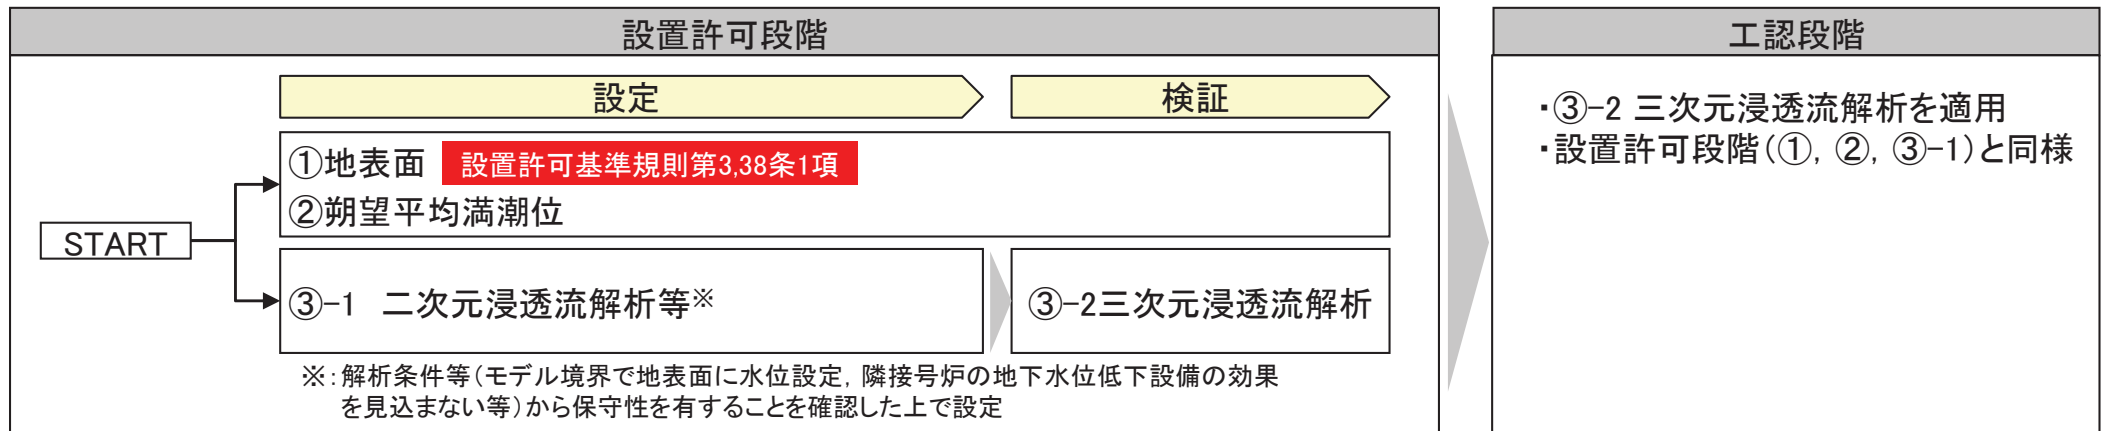 設置許可段階
設定
検証
START
①地表面 設置許可基準規則第3,38条1項
②朔望平均満潮位
③-1 二次元浸透流解析等※
③-2三次元浸透流解析
※:解析条件等(モデル境界で地表面に水位設定, 隣接号炉の地下水位低下設備の効果
を見込まない等)から保守性を有することを確認した上で設定
工認段階
・③-2 三次元浸透流解析を適用
・設置許可段階(①, ②, ③-1)と同様